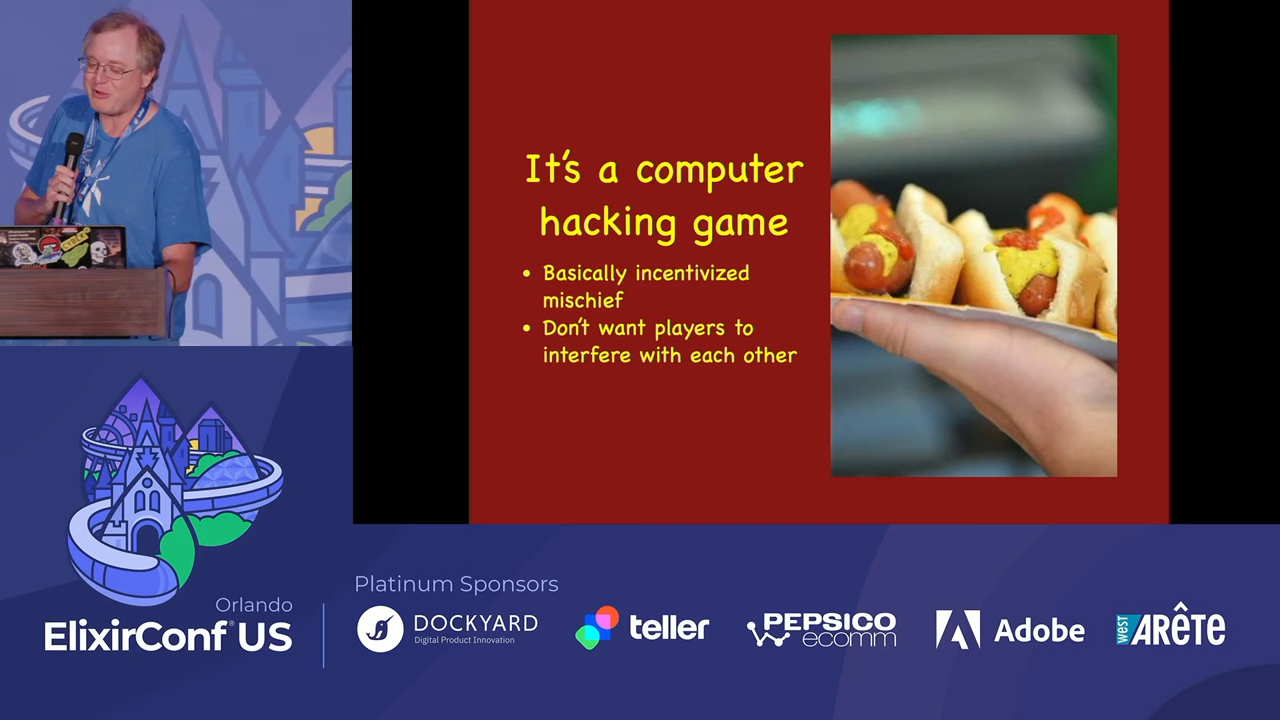 It's a computer
hacking game
• Basically incentivized
mischief
• Don't want players to
interfere with each other
Platinum Sponsors
Orlando
ElixirConf® US
DOCKYARD
Digital Product Innovation
teller
PEPSICO
ecomm
Adobe
west
ARÊTE